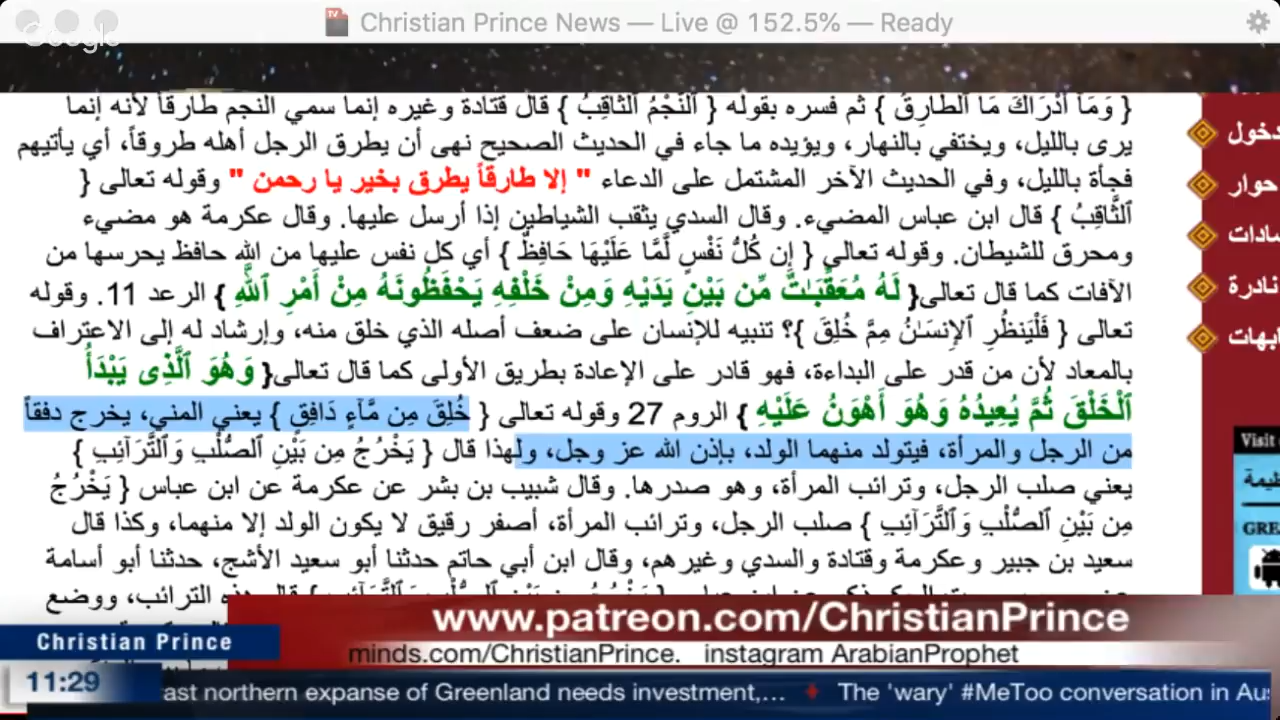 Christian Prince News — Live @ 152.5% — Ready
Google
{ وَمَآ أَدْرَاكَ مَا ٱلطَّارِقُ } ثم فسره بقوله { ٱلنَّجْمُ ٱلثَّاقِبُ } قال قتادة وغيره إنما سمي النجم طارقاً لأنه إنما
يرى بالليل، ويختفي بالنهار، ويؤيده ما جاء في الحديث الصحيح نهى أن يطرق الرجل أهله طروقاً، أي يأتيهم
فجأة بالليل، وفي الحديث الآخر المشتمل على الدعاء " إلا طارقاً يطرق بخير يا رحمن " وقوله تعالى {
ٱلثَّاقِبُ } قال ابن عباس المضيء. وقال السدي يثقب الشياطين إذا أرسل عليها. وقال عكرمة هو مضيء
ومحرق للشيطان. وقوله تعالى { إِن كُلُّ نَفْسٍ لَّمَّا عَلَيْهَا حَافِظٌ } أي كل نفس عليها من الله حافظ يحرسها من
الآفات كما قال تعالى{ لَهُ مُعَقِّبَـٰتٌ مِّن بَيْنِ يَدَيْهِ وَمِنْ خَلْفِهِ يَحْفَظُونَهُ مِنْ أَمْرِ ٱللَّهِ } الرعد 11. وقوله
تعالى { فَلْيَنظُرِ ٱلإِنسَـٰنُ مِمَّ خُلِقَ }؟ تنبيه للإنسان على ضعف أصله الذي خلق منه، وإرشاد له إلى الاعتراف
بالمعاد لأن من قدر على البداءة، فهو قادر على الإعادة بطريق الأولى كما قال تعالى{ وَهُوَ ٱلَّذِى يَبْدَأُ
ٱلْخَلْقَ ثُمَّ يُعِيدُهُ وَهُوَ أَهْوَنُ عَلَيْهِ } الروم 27 وقوله تعالى { خُلِقَ مِن مَّآءٍ دَافِقٍ } يعني المني، يخرج دفقاً
من الرجل والمرأة، فيتولد منهما الولد، بإذن الله عز وجل، ولهذا قال { يَخْرُجُ مِن بَيْنِ ٱلصُّلْبِ وَٱلتَّرَآئِبِ }
يعني صلب الرجل، وترائب المرأة، وهو صدرها. وقال شبيب بن بشر عن عكرمة عن ابن عباس { يَخْرُجُ
مِن بَيْنِ ٱلصُّلْبِ وَٱلتَّرَآئِبِ } صلب الرجل، وترائب المرأة، أصفر رقيق لا يكون الولد إلا منهما، وكذا قال
سعيد بن جبير وعكرمة وقتادة والسدي وغيرهم، وقال ابن أبي حاتم حدثنا أبو سعيد الأشج، حدثنا أبو أسامة
الترائب، ووضع
دخول
حوار
نادرة
Visit
GRE
www.patreon.com/ChristianPrince
Christian Prince
minds.com/ChristianPrince. instagram ArabianProphet
11:29
ast northern expanse of Greenland needs investment,... The 'wary' #MeToo conversation in Aus